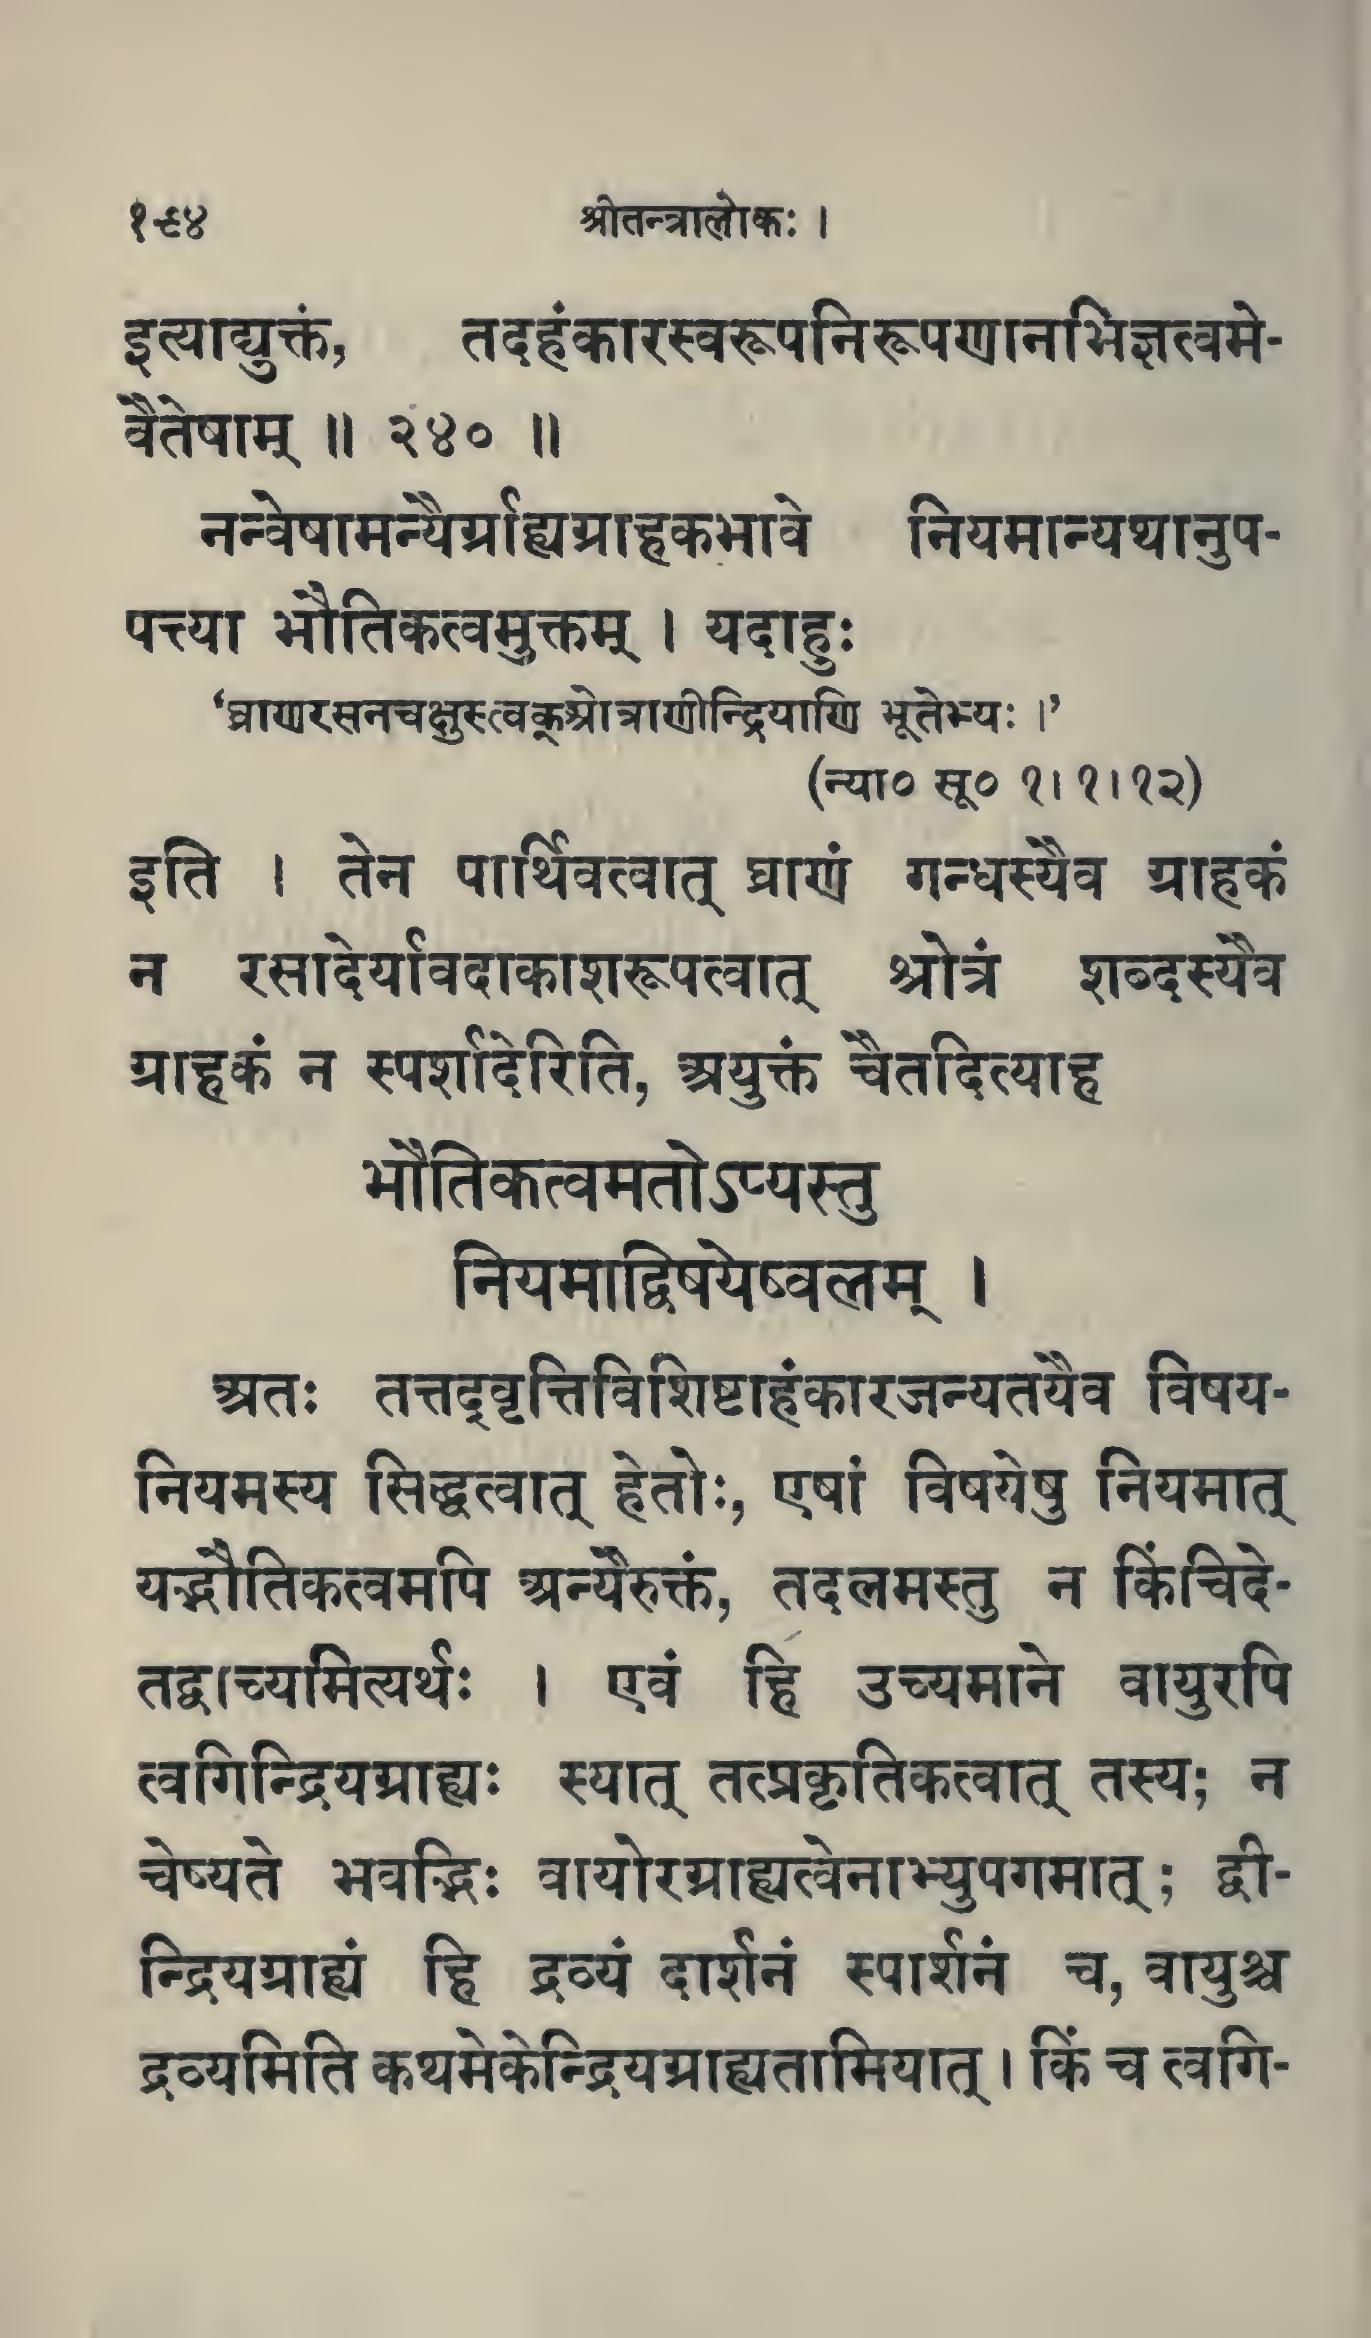 १९४ श्रीतन्त्रालोकः ।
इत्याद्युक्तं, तदहंकारस्वरूपनिरूपणानभिज्ञत्वमे-
वैतेषाम् ॥ २४० ॥
नन्वेषामन्यैर्ग्राह्यग्राहकभावे नियमान्यथानुप-
पत्त्या भौतिकत्वमुक्तम् । यदाहुः
‘घ्राणरसनचक्षुस्त्वक्श्रोत्राणीन्द्रियाणि भूतेभ्यः ।’
(न्या० सू० १।१।१२)
इति । तेन पार्थिवत्वात् घ्राणं गन्धस्यैव ग्राहकं
न रसादेर्यावदाकाशरूपत्वात् श्रोत्रं शब्दस्यैव
ग्राहकं न स्पर्शादेरिति, अयुक्तं चैतदित्याह
भौतिकत्वमतोऽप्यस्तु
नियमाद्विषयेष्वलम् ।
अतः तत्तद्वृत्तिविशिष्टाहंकारजन्यतयैव विषय-
नियमस्य सिद्धत्वात् हेतोः, एषां विषयेषु नियमात्
यद्भौतिकत्वमपि अन्यैरुक्तं, तदलमस्तु न किंचिदे-
तद्वाच्यमित्यर्थः । एवं हि उच्यमाने वायुरपि
त्वगिन्द्रियग्राह्यः स्यात् तत्प्रकृतिकत्वात् तस्य; न
चेष्यते भवद्भिः वायोरग्राह्यत्वेनाभ्युपगमात्; द्वी-
न्द्रियग्राह्यं हि द्रव्यं दार्शनं स्पार्शनं च, वायुश्च
द्रव्यमिति कथमेकेन्द्रियग्राह्यतामियात् । किं च त्वगि-